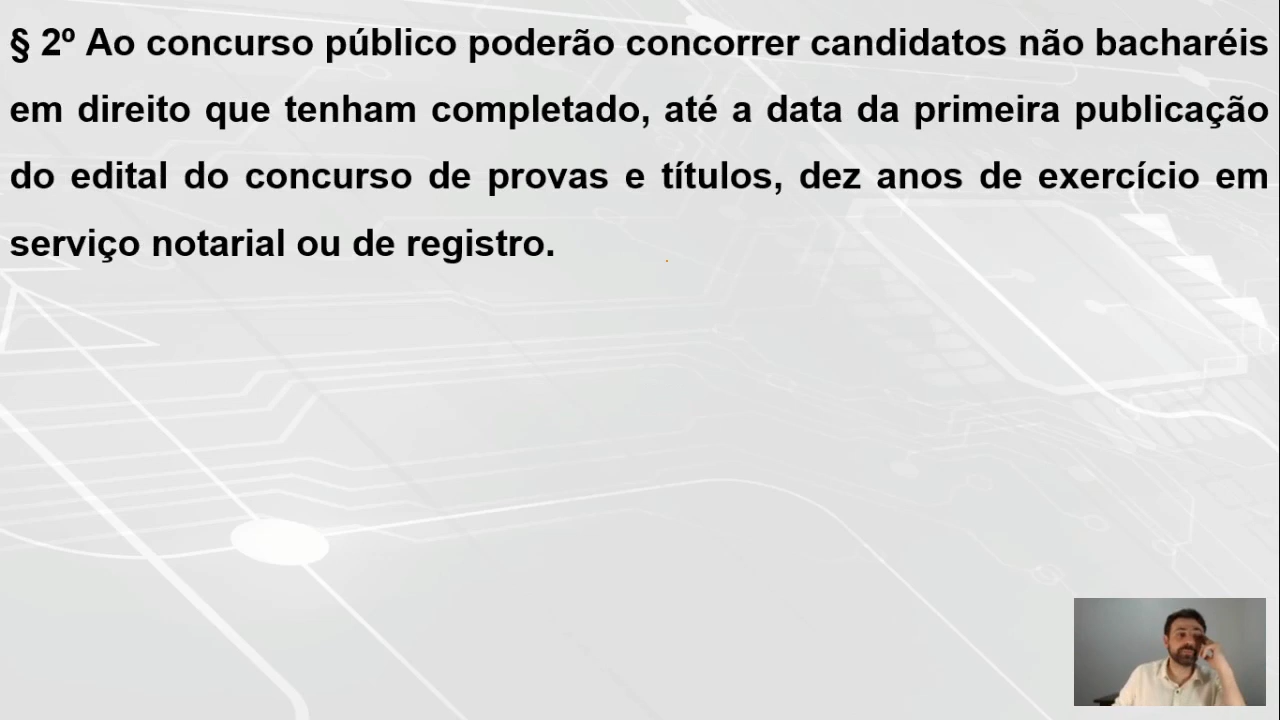 § 2º Ao concurso público poderão concorrer candidatos não bacharéis
em direito que tenham completado, até a data da primeira publicação
do edital do concurso de provas e títulos, dez anos de exercício em
serviço notarial ou de registro.